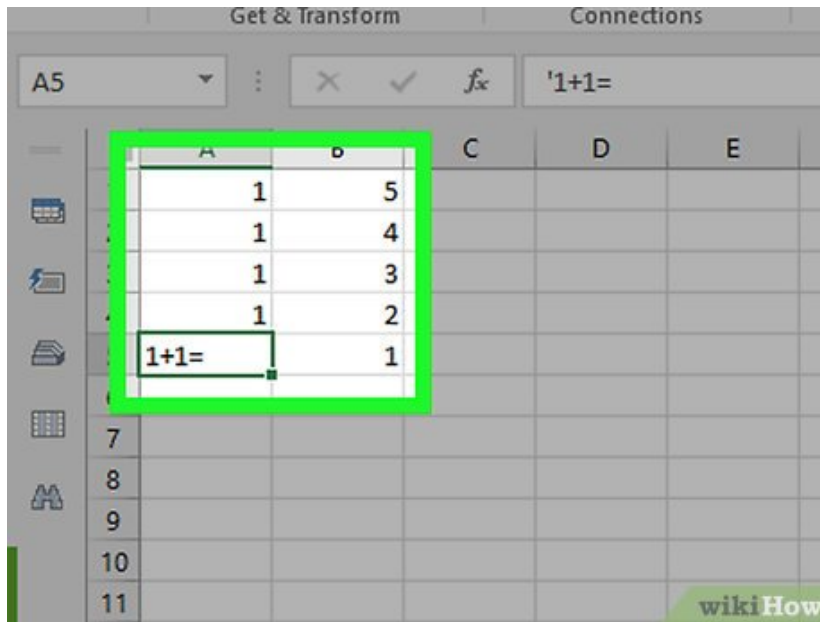 Get & Transform Connections
A5 fx '1+1=
A B C D E
1 5
1 4
1 3
1 2
1+1= 1
7
8
9
10
11
wikiHow